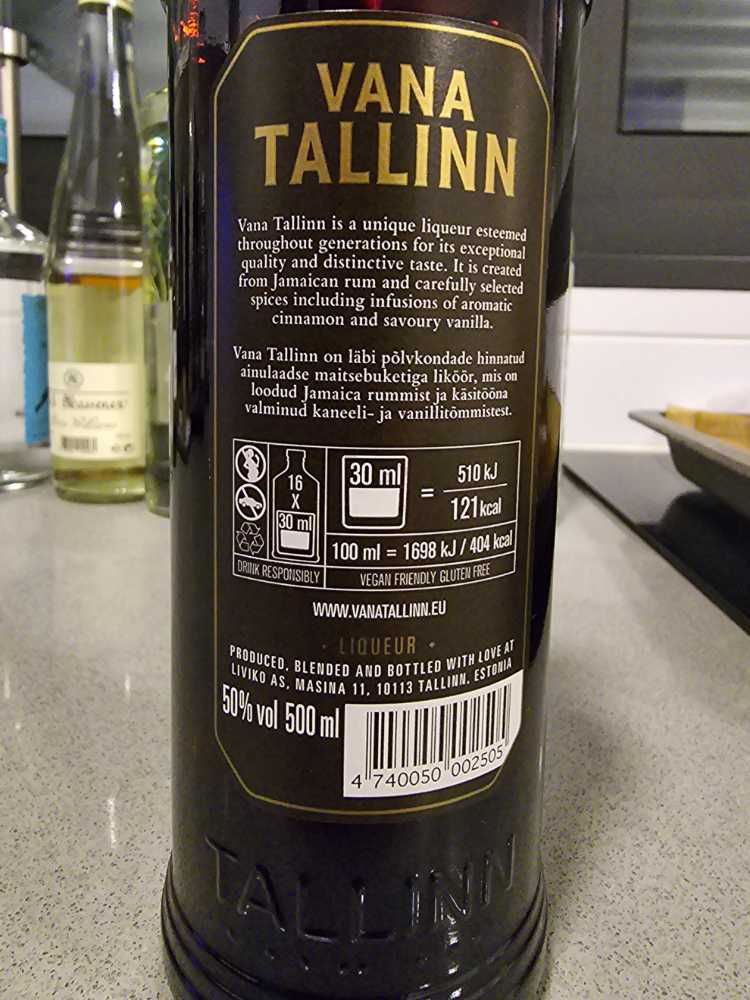 VANA
TALLINN
Vana Tallinn is a unique liqueur esteemed
throughout generations for its exceptional
quality and distinctive taste. It is created
from Jamaican rum and carefully selected
spices including infusions of aromatic
cinnamon and savoury vanilla.
Vana Tallinn on läbi põlvkondade hinnatud
ainulaadse maitsebuketiga liköör, mis on
loodud Jamaica rummist ja käsitööna
valminud kaneeli- ja vanillitõmmistest.
16
X
30 ml
30 ml
=
510 kJ
121 kcal
100 ml = 1698 kJ / 404 kcal
DRINK RESPONSIBLY
VEGAN FRIENDLY GLUTEN FREE
WWW.VANATALLINN.EU
· LIQUEUR ·
PRODUCED, BLENDED AND BOTTLED WITH LOVE AT
LIVIKO AS, MASINA 11, 10113 TALLINN, ESTONIA
50% vol 500 ml
4 740050 002505
TALLINN